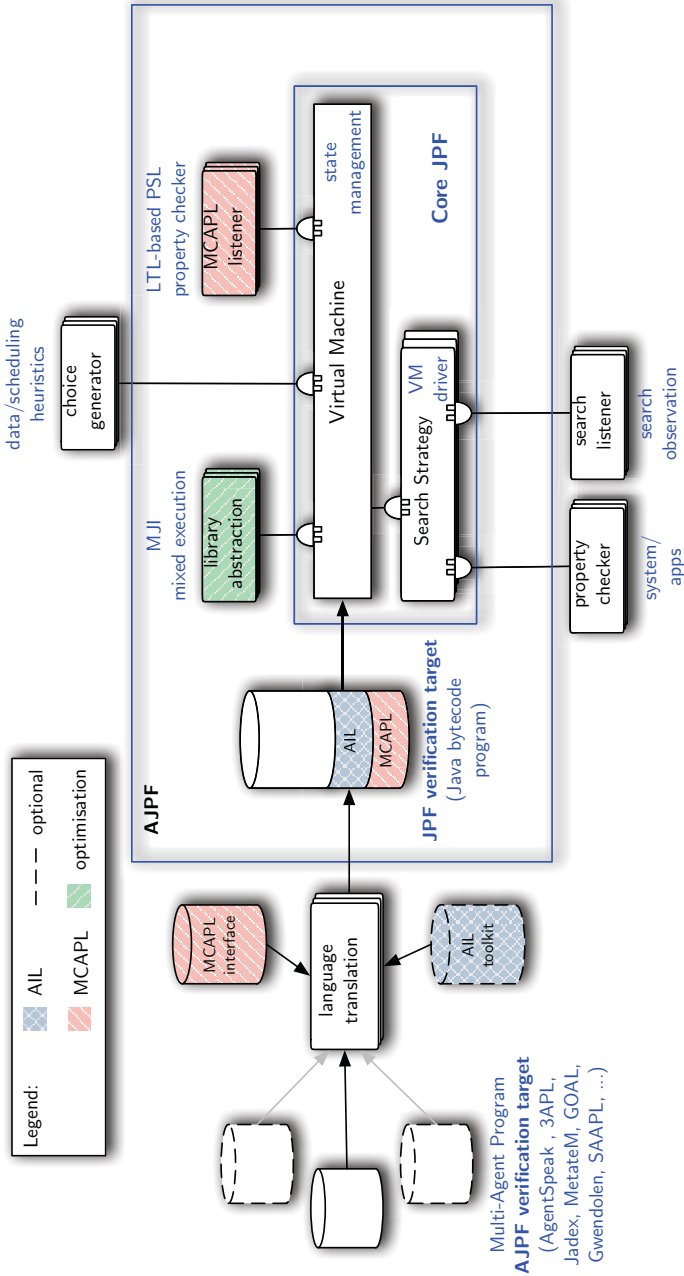 Legend:
AIL
optional
MCAPL
optimisation
Multi-Agent Program
AJPF verification target
(AgentSpeak , 3APL,
Jadex, MetateM, GOAL,
Gwendolen, SAAPL, ...)
MCAPL
interface
language
translation
AIL
toolkit
AJPF
AIL
MCAPL
JPF verification target
(Java bytecode
program)
MJI
mixed execution
library
abstraction
data/scheduling
heuristics
choice
generator
LTL-based PSL
property checker
MCAPL
listener
Virtual Machine
state
management
Search Strategy
VM
driver
Core JPF
property
checker
system/
apps
search
listener
search
observation